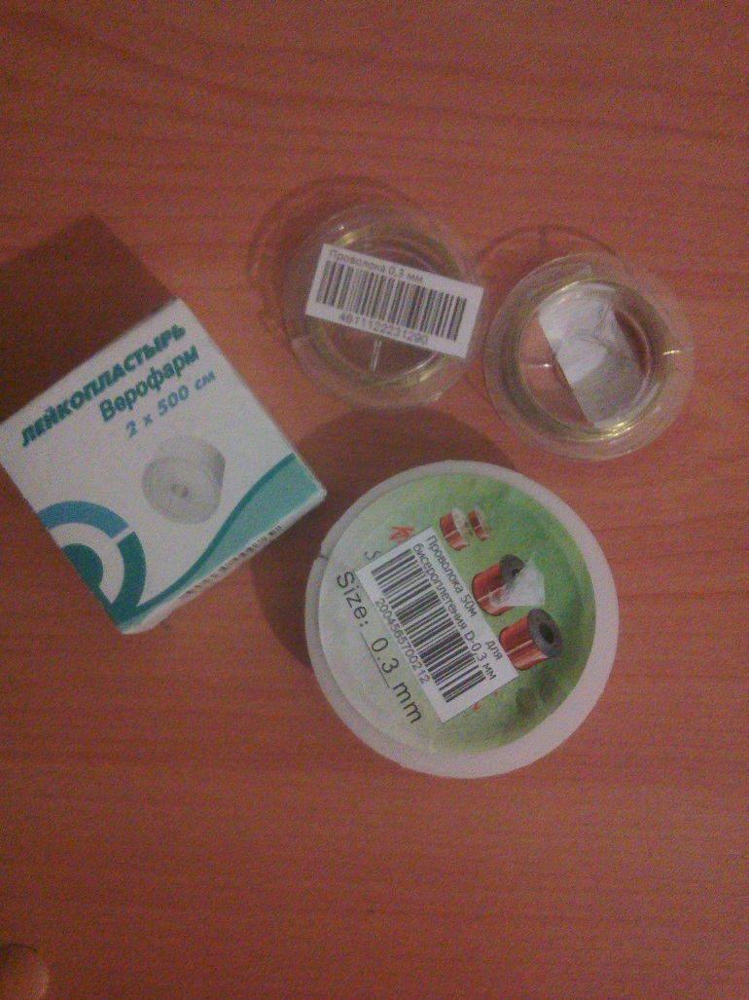 Проволока 0,3 мм
4611122231290
ЛЕЙКОПЛАСТЫРЬ
Верофарм
2 x 500 см
Проволока 50м для
бисероплетения D-0.3 мм
2004565700212
Size: 0.3 mm